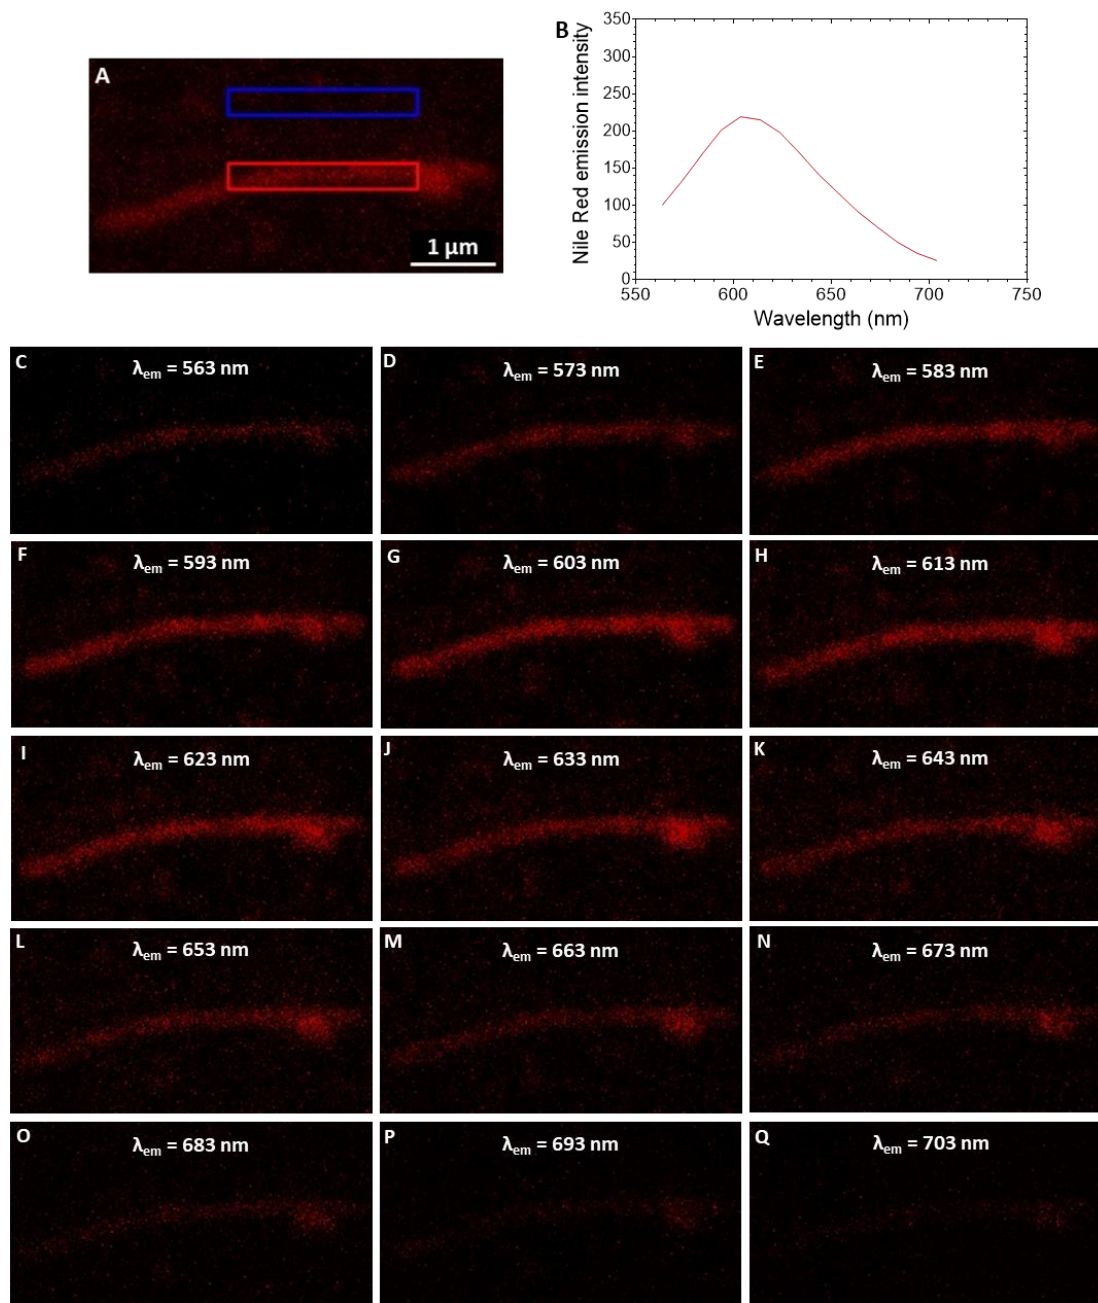 A
1 µm
B
Nile Red emission intensity
350
300
250
200
150
100
50
0
550
600
650
700
750
Wavelength (nm)
C
λem = 563 nm
D
λem = 573 nm
E
λem = 583 nm
F
λem = 593 nm
G
λem = 603 nm
H
λem = 613 nm
I
λem = 623 nm
J
λem = 633 nm
K
λem = 643 nm
L
λem = 653 nm
M
λem = 663 nm
N
λem = 673 nm
O
λem = 683 nm
P
λem = 693 nm
Q
λem = 703 nm